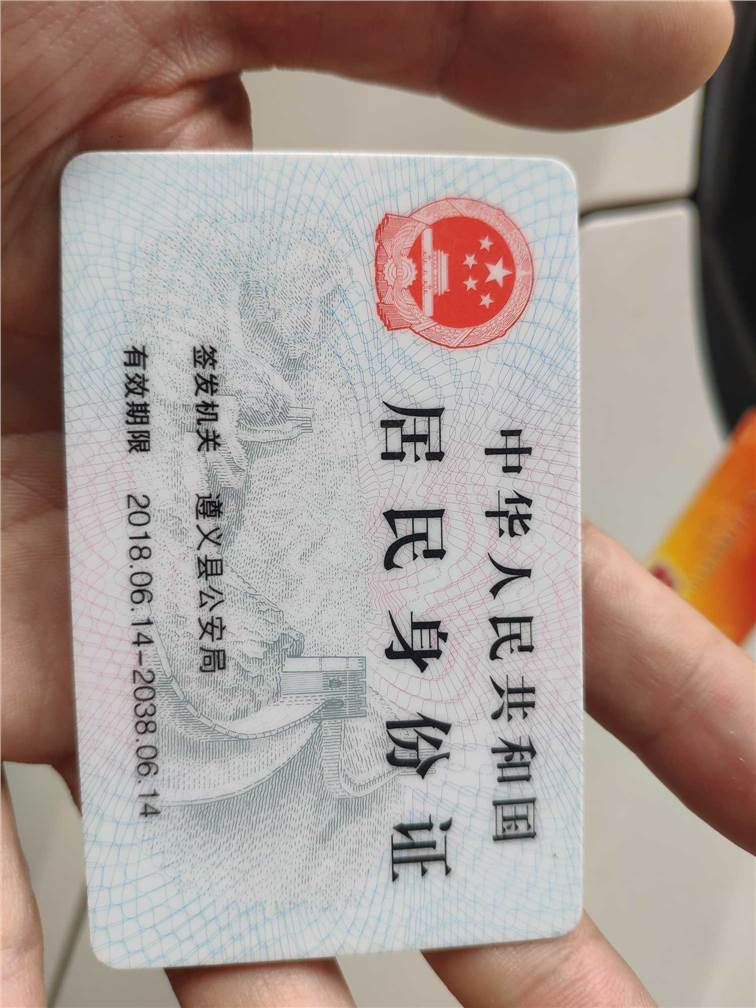 中华人民共和国
居民身份证
签发机关 遵义县公安局
有效期限 2018.06.14-2038.06.14